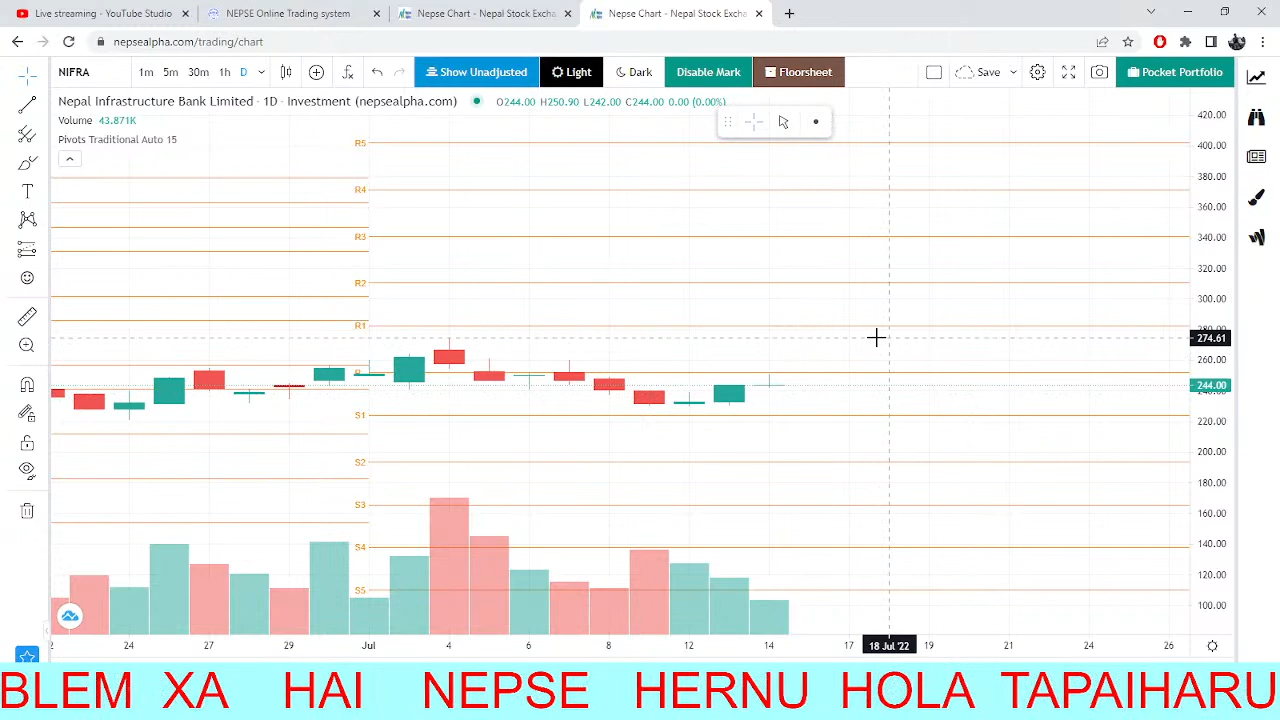 Live streaming - YouTube Studio
NEPSE Online Trading system
Nepse Chart - Nepal Stock Excha
Nepse Chart - Nepal Stock Excha
nepsealpha.com/trading/chart
NIFRA 1m 5m 30m 1h D Show Unadjusted Light Dark Disable Mark Floorsheet Save Pocket Portfolio
Nepal Infrastructure Bank Limited · 1D · Investment (nepsealpha.com) O244.00 H250.90 L242.00 C244.00 0.00 (0.00%)
Volume 43.871K
Pivots Traditional Auto 15
R5
R4
R3
R2
R1
S1
S2
S3
S4
S5
420.00
400.00
380.00
360.00
340.00
320.00
300.00
274.61
260.00
244.00
220.00
200.00
180.00
160.00
140.00
120.00
100.00
24 27 29 Jul 4 6 8 12 14 17 18 Jul '22 19 21 24 26
BLEM XA HAI NEPSE HERNU HOLA TAPAIHARU